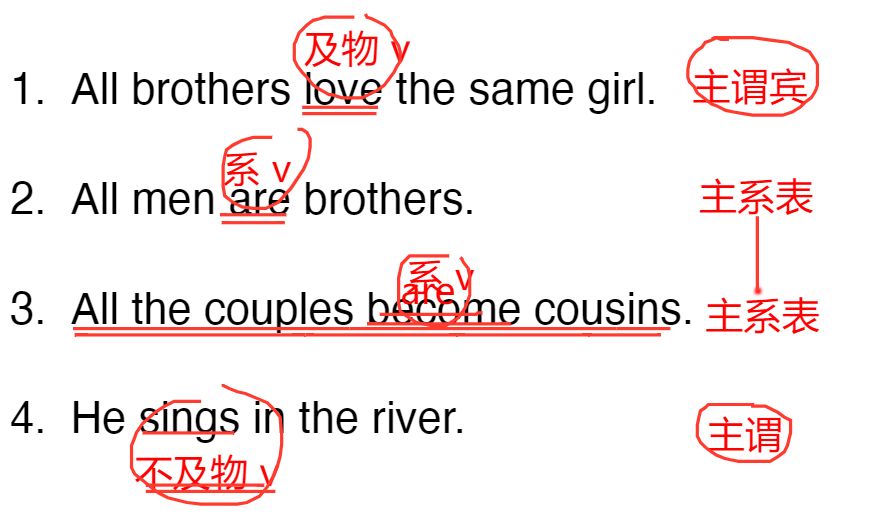 及物 v
1. All brothers love the same girl. 主谓宾
系 v
2. All men are brothers. 主系表
系 v
are
3. All the couples become cousins. 主系表
4. He sings in the river. 主谓
不及物 v